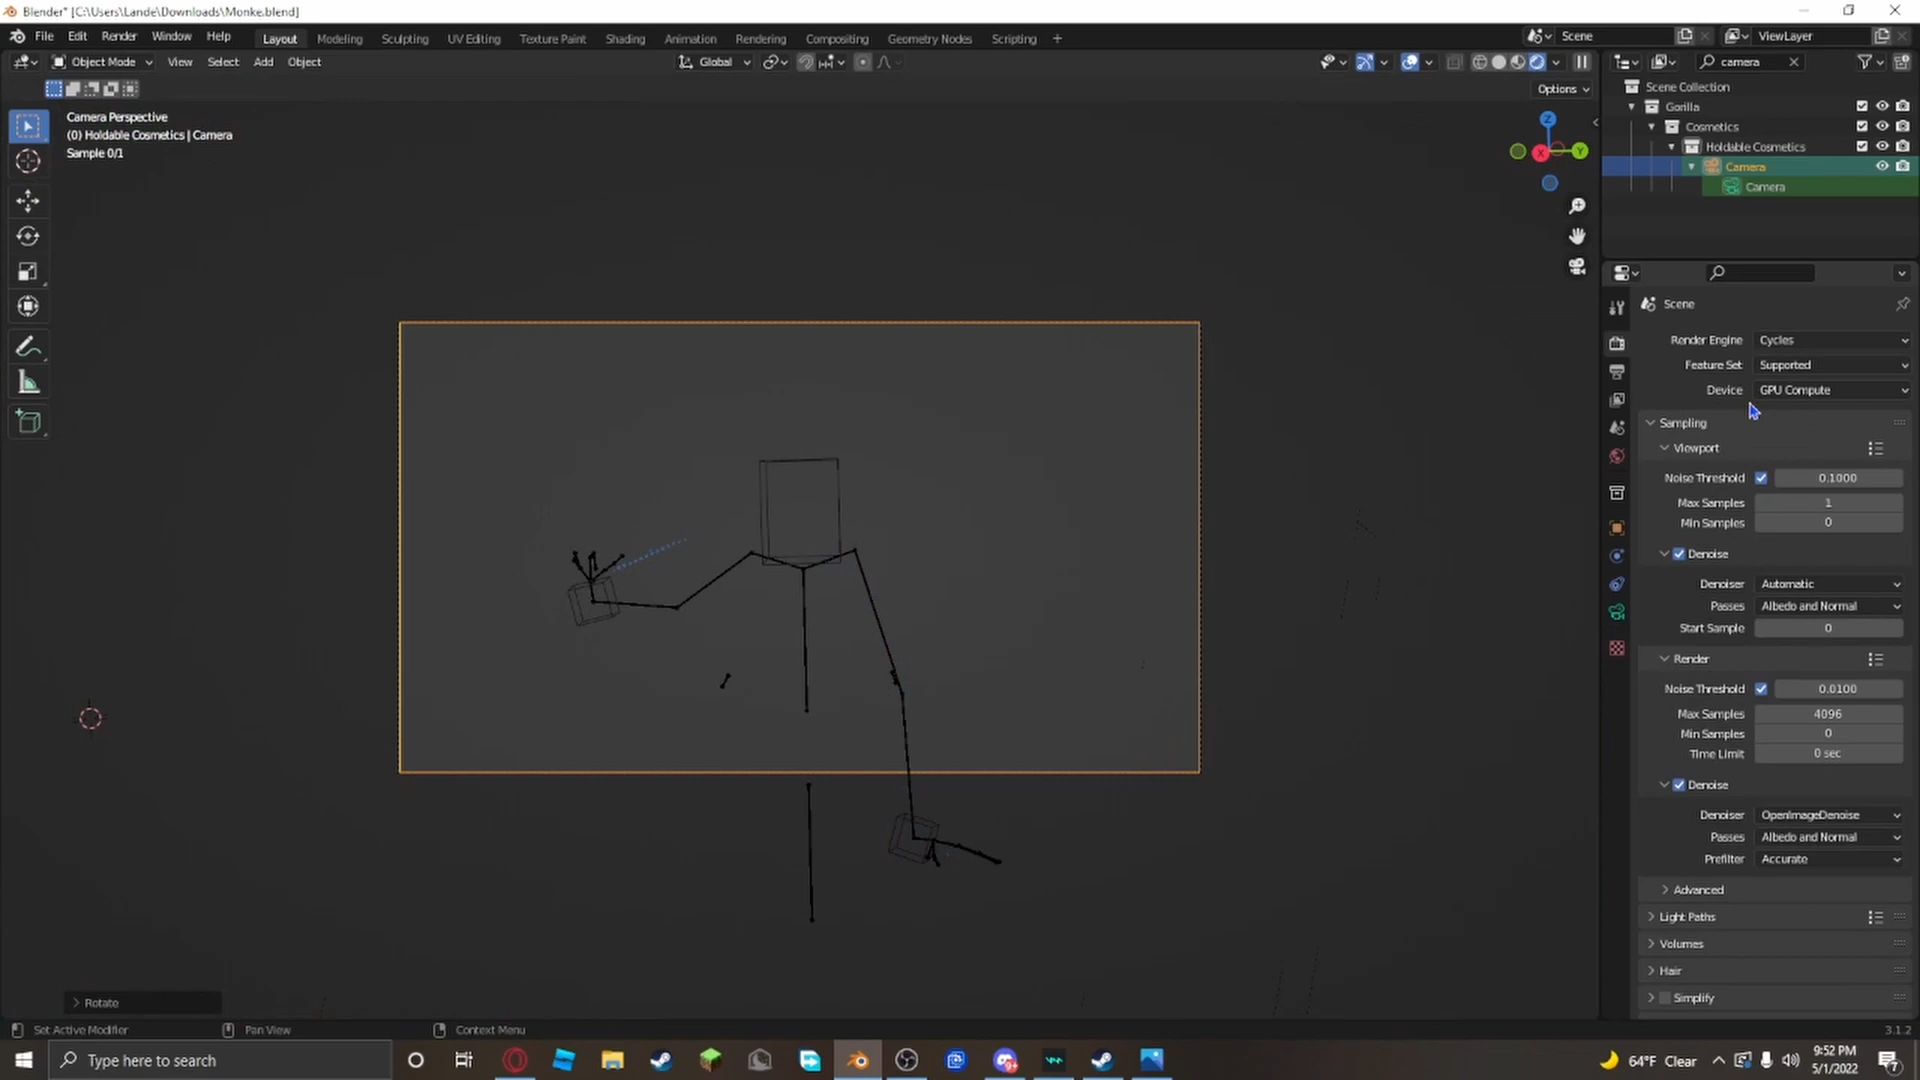 Blender* [C:\Users\Lande\Downloads\Monke.blend]
File Edit Render Window Help Layout Modeling Sculpting UV Editing Texture Paint Shading Animation Rendering Compositing Geometry Nodes Scripting + Scene ViewLayer
Object Mode View Select Add Object Global camera
Options
Camera Perspective
(0) Holdable Cosmetics | Camera
Sample 0/1
Z
X
Y
Scene Collection
Gorilla
Cosmetics
Holdable Cosmetics
Camera
Camera
Scene
Render Engine Cycles
Feature Set Supported
Device GPU Compute
Sampling
Viewport
Noise Threshold 0.1000
Max Samples 1
Min Samples 0
Denoise
Denoiser Automatic
Passes Albedo and Normal
Start Sample 0
Render
Noise Threshold 0.0100
Max Samples 4096
Min Samples 0
Time Limit 0 sec
Denoise
Denoiser OpenImageDenoise
Passes Albedo and Normal
Prefilter Accurate
Advanced
Light Paths
Volumes
Hair
Simplify
Rotate
Set Active Modifier Pan View Context Menu 3.1.2
Type here to search
64°F Clear
9:52 PM
5/1/2022